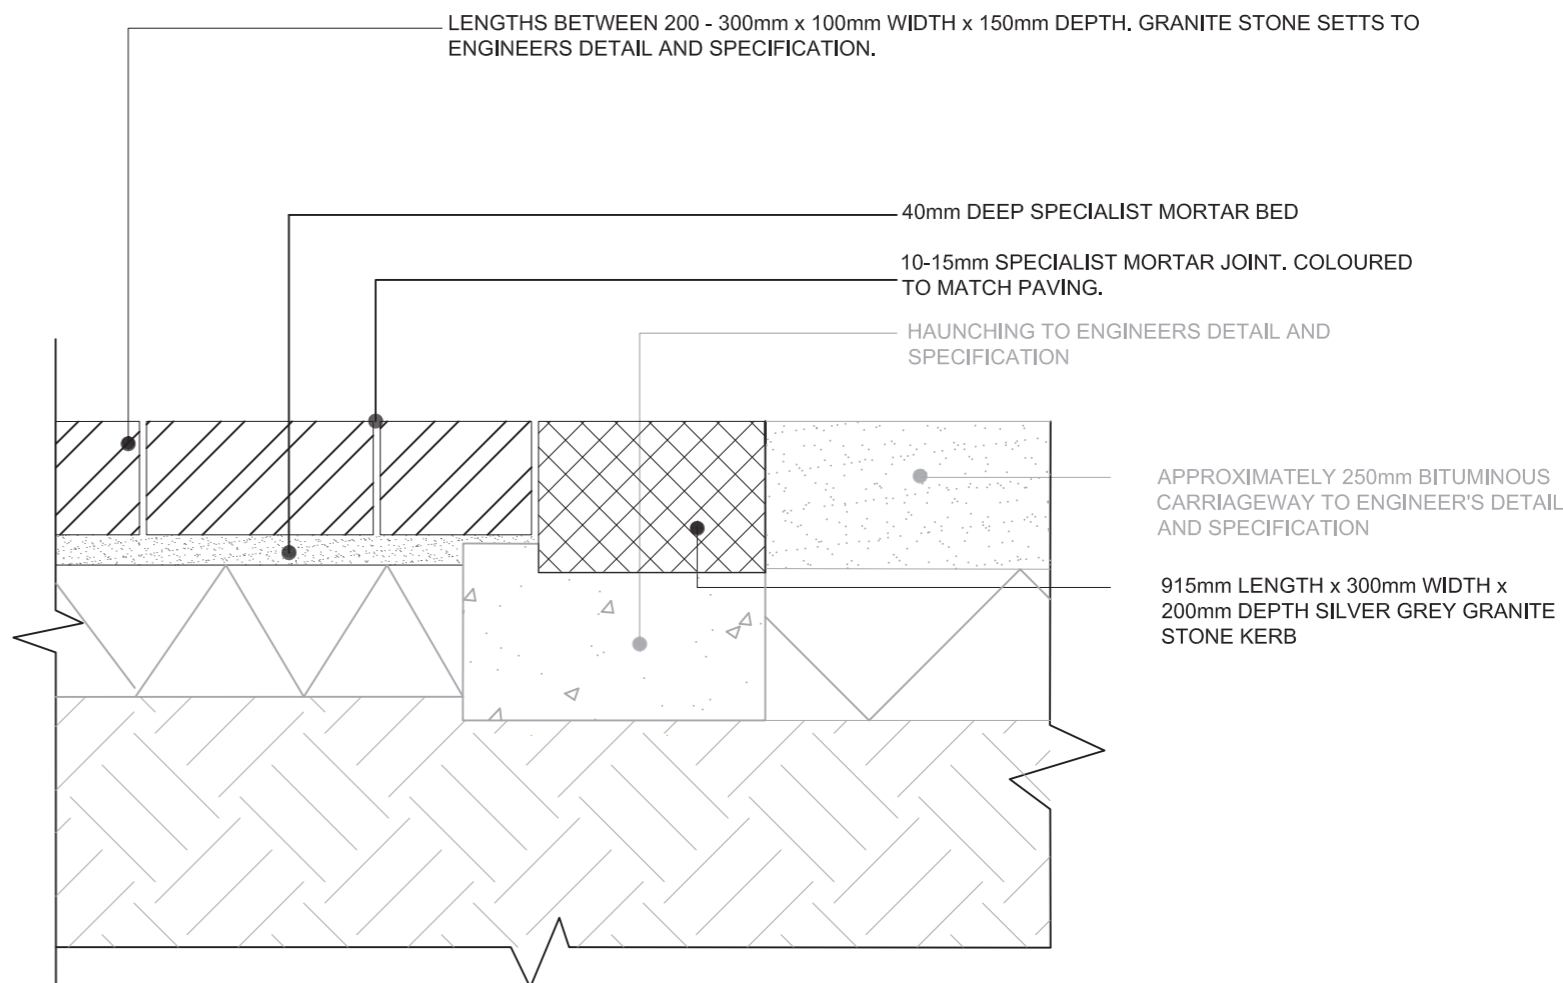 LENGTHS BETWEEN 200 - 300mm x 100mm WIDTH x 150mm DEPTH. GRANITE STONE SETTS TO
ENGINEERS DETAIL AND SPECIFICATION.
40mm DEEP SPECIALIST MORTAR BED
10-15mm SPECIALIST MORTAR JOINT. COLOURED
TO MATCH PAVING.
HAUNCHING TO ENGINEERS DETAIL AND
SPECIFICATION
APPROXIMATELY 250mm BITUMINOUS
CARRIAGEWAY TO ENGINEER'S DETAIL
AND SPECIFICATION
915mm LENGTH x 300mm WIDTH x
200mm DEPTH SILVER GREY GRANITE
STONE KERB